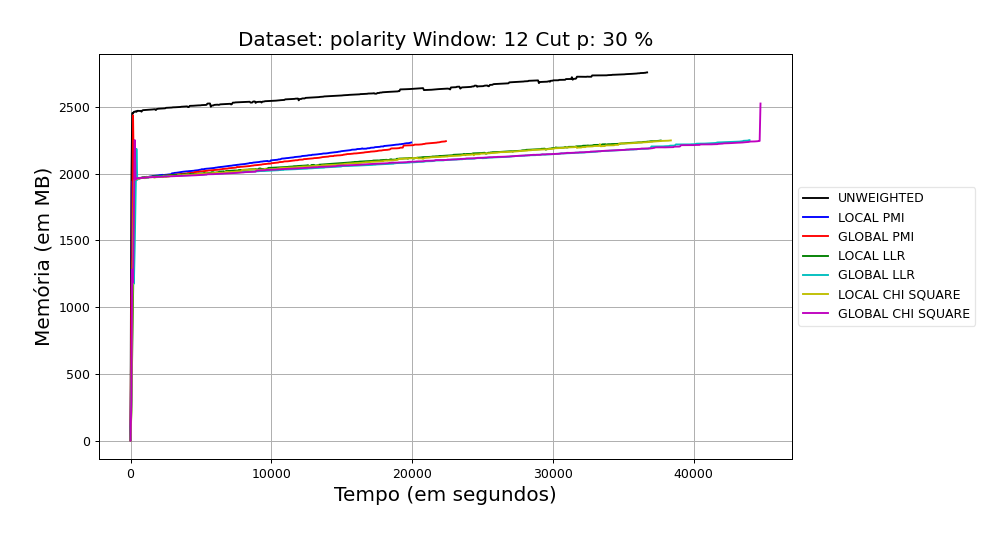 Dataset: polarity Window: 12 Cut p: 30 %
Memória (em MB)
2500
2000
1500
1000
500
0
0 10000 20000 30000 40000
Tempo (em segundos)
UNWEIGHTED
LOCAL PMI
GLOBAL PMI
LOCAL LLR
GLOBAL LLR
LOCAL CHI SQUARE
GLOBAL CHI SQUARE